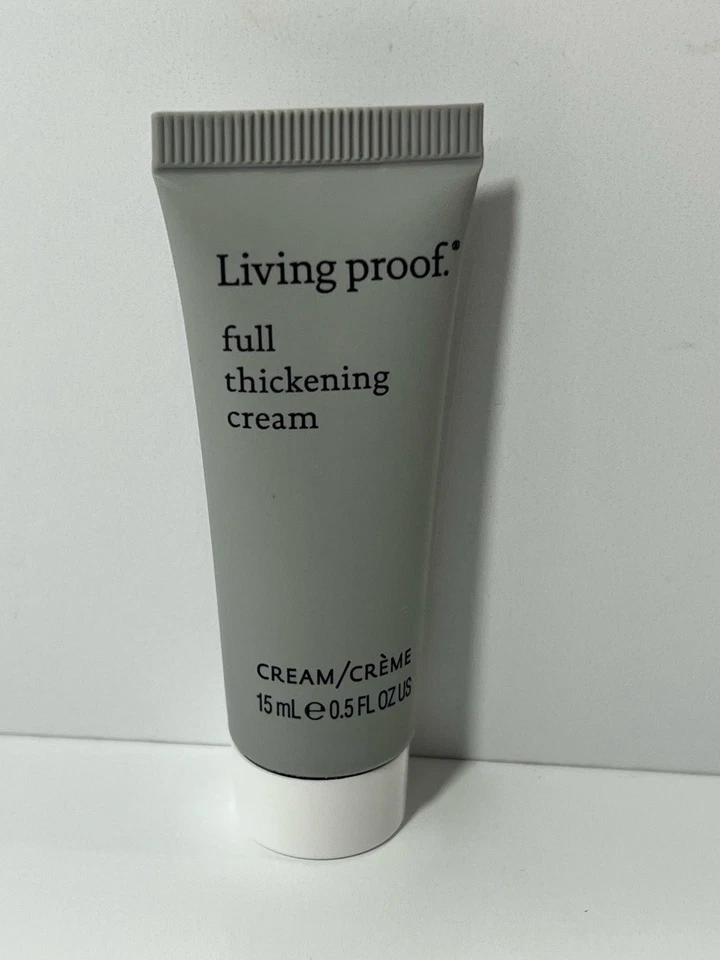 Living proof.®
full
thickening
cream
CREAM/CRÈME
15 mL ℮ 0.5 FL OZ US